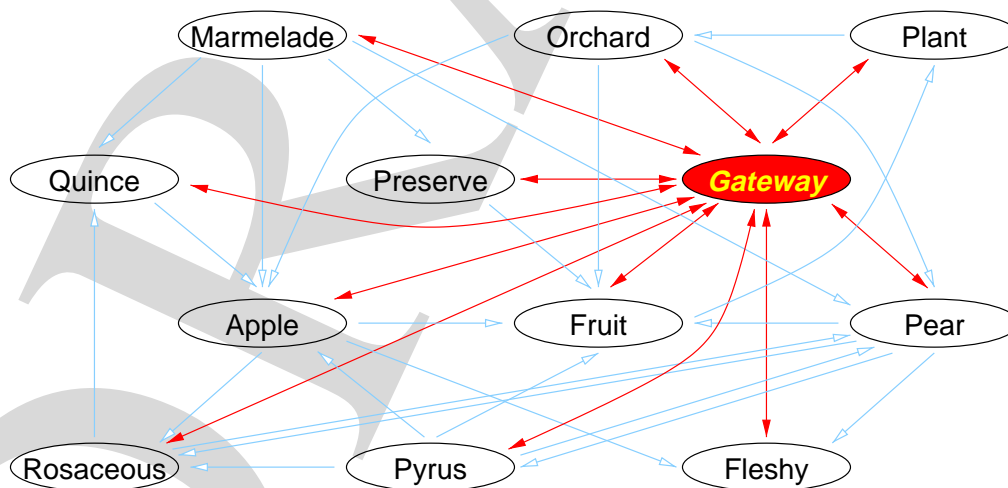 Marmelade
Orchard
Plant
Quince
Preserve
Gateway
Apple
Fruit
Pear
Rosaceous
Pyrus
Fleshy